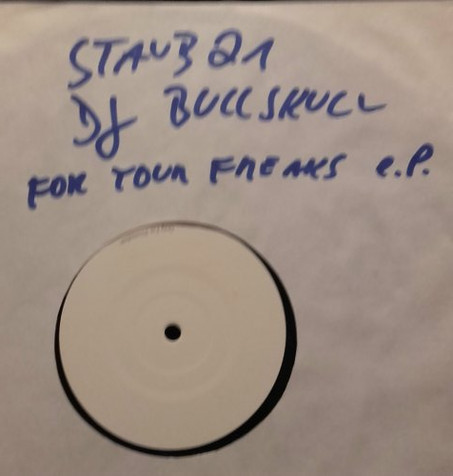 STAUB 21
DJ BULLSKULL
FOR YOUR FREAKS e.P.